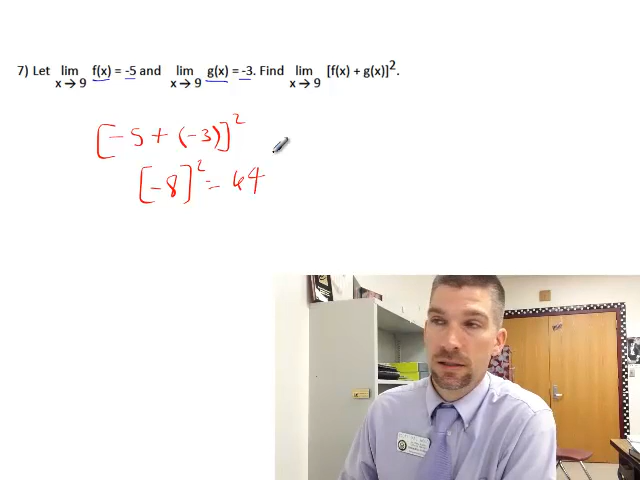 7) Let lim x → 9 f(x) = -5 and lim x → 9 g(x) = -3. Find lim x → 9 [f(x) + g(x)]².
[-5 + (-3)]²
[-8]² = 64